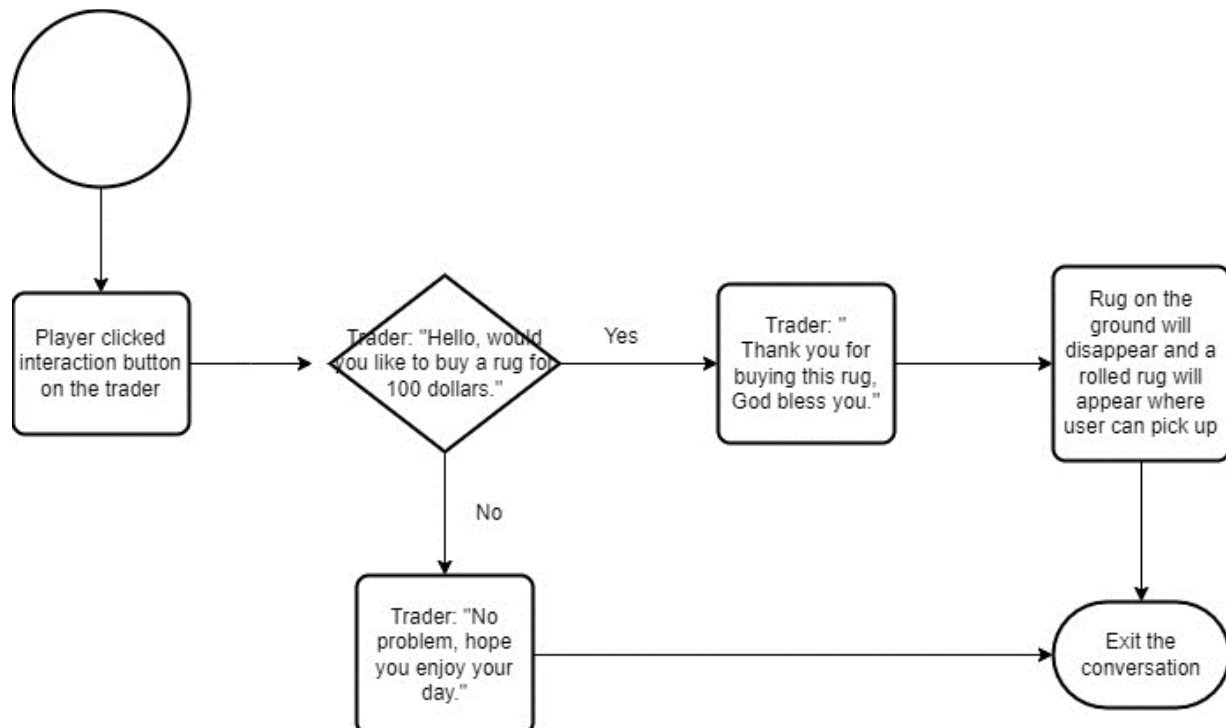 Player clicked
interaction button
on the trader
Trader: "Hello, would
you like to buy a rug for
100 dollars."
Yes
Trader: "
Thank you for
buying this rug,
God bless you."
Rug on the
ground will
disappear and a
rolled rug will
appear where
user can pick up
No
Trader: "No
problem, hope
you enjoy your
day."
Exit the
conversation